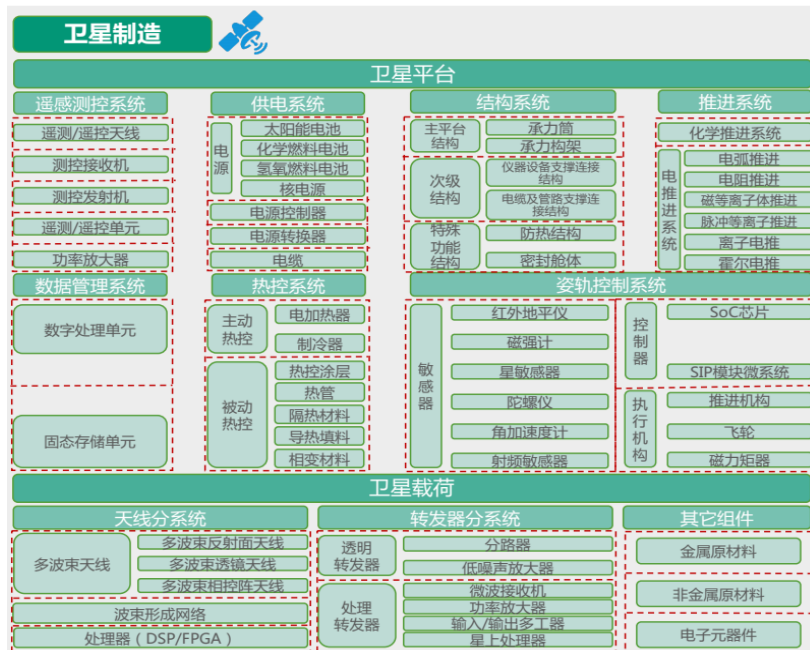 卫星制造
卫星平台
遥感测控系统
遥测/遥控天线
测控接收机
测控发射机
遥测/遥控单元
功率放大器
供电系统
电源
太阳能电池
化学燃料电池
氢氧燃料电池
核电源
电源控制器
电源转换器
电缆
结构系统
主平台
结构
承力筒
承力构架
次级
结构
仪器设备支撑连接
结构
电缆及管路支撑连
接结构
特殊
功能
结构
防热结构
密封舱体
推进系统
化学推进系统
电推进系统
电弧推进
电阻推进
磁等离子体推进
脉冲等离子推进
离子电推
霍尔电推
数据管理系统
数字处理单元
固态存储单元
热控系统
主动
热控
电加热器
制冷器
被动
热控
热控涂层
热管
隔热材料
导热填料
相变材料
姿轨控制系统
敏感器
红外地平仪
磁强计
星敏感器
陀螺仪
角加速度计
射频敏感器
控制器
SoC芯片
SIP模块微系统
执行机构
推进机构
飞轮
磁力矩器
卫星载荷
天线分系统
多波束天线
多波束反射面天线
多波束透镜天线
多波束相控阵天线
波束形成网络
处理器（DSP/FPGA）
转发器分系统
透明
转发器
分路器
低噪声放大器
处理
转发器
微波接收机
功率放大器
输入/输出多工器
星上处理器
其它组件
金属原材料
非金属原材料
电子元器件